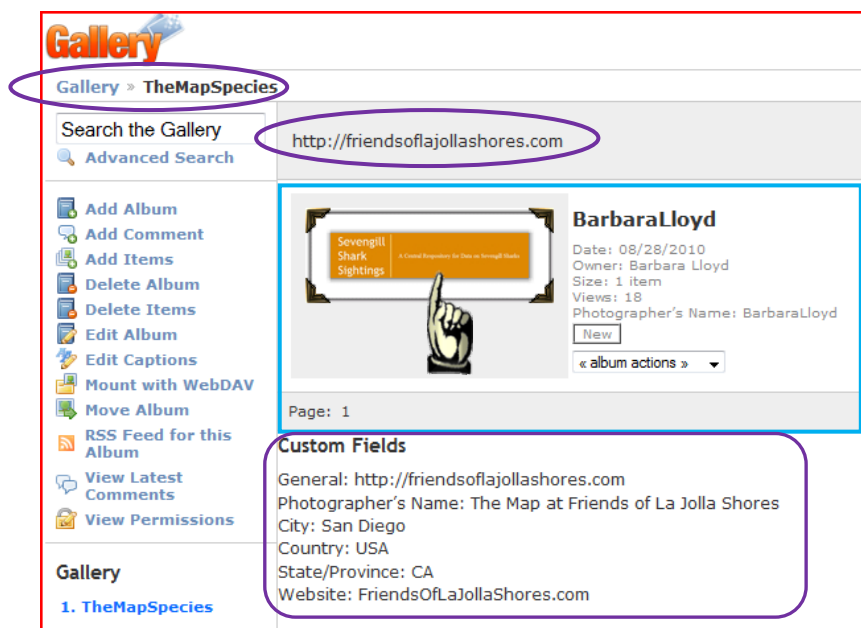 Gallery
Gallery » TheMapSpecies
Search the Gallery
Advanced Search
Add Album
Add Comment
Add Items
Delete Album
Delete Items
Edit Album
Edit Captions
Mount with WebDAV
Move Album
RSS Feed for this
Album
View Latest
Comments
View Permissions
Gallery
1. TheMapSpecies
http://friendsoflajollashores.com
Sevengill
Shark
Sightings
A Central Repository for Data on Sevengill Sharks
BarbaraLloyd
Date: 08/28/2010
Owner: Barbara Lloyd
Size: 1 item
Views: 18
Photographer's Name: BarbaraLloyd
New
« album actions »
Page: 1
Custom Fields
General: http://friendsoflajollashores.com
Photographer's Name: The Map at Friends of La Jolla Shores
City: San Diego
Country: USA
State/Province: CA
Website: FriendsOfLaJollaShores.com